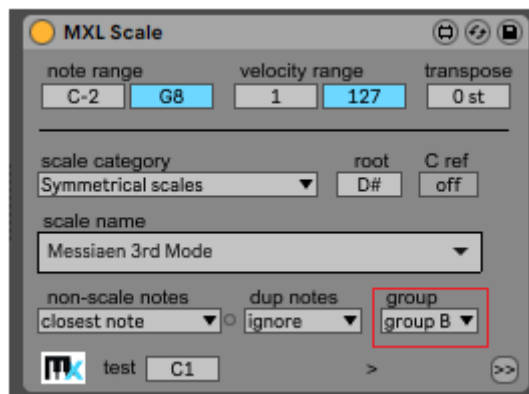 MXL Scale
note range velocity range transpose
C-2 G8 1 127 0 st
scale category root C ref
Symmetrical scales D# off
scale name
Messiaen 3rd Mode
non-scale notes dup notes group
closest note ignore group B
mx test C1 > >>